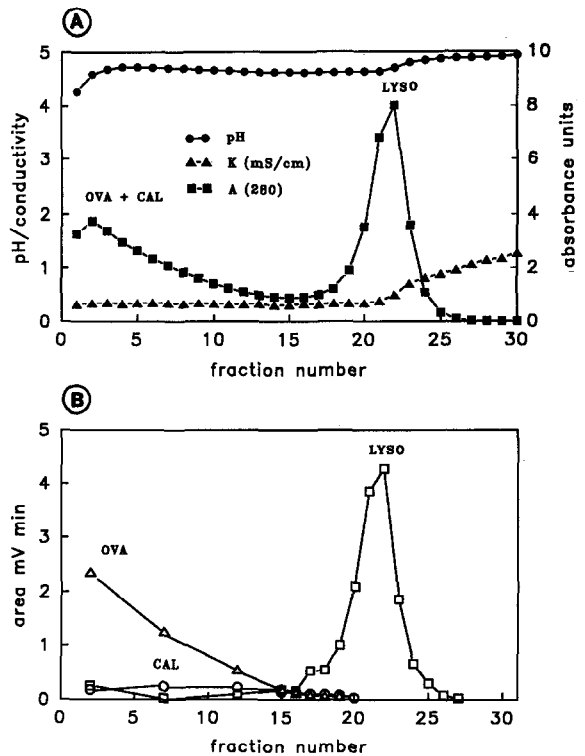 A
5
4
3
2
1
0
pH/conductivity
10
8
6
4
2
0
absorbance units
LYSO
pH
K (mS/cm)
A (280)
OVA + CAL
0 5 10 15 20 25 30
fraction number
B
5
4
3
2
1
0
area mV min
LYSO
OVA
CAL
0 5 10 15 20 25 30
fraction number